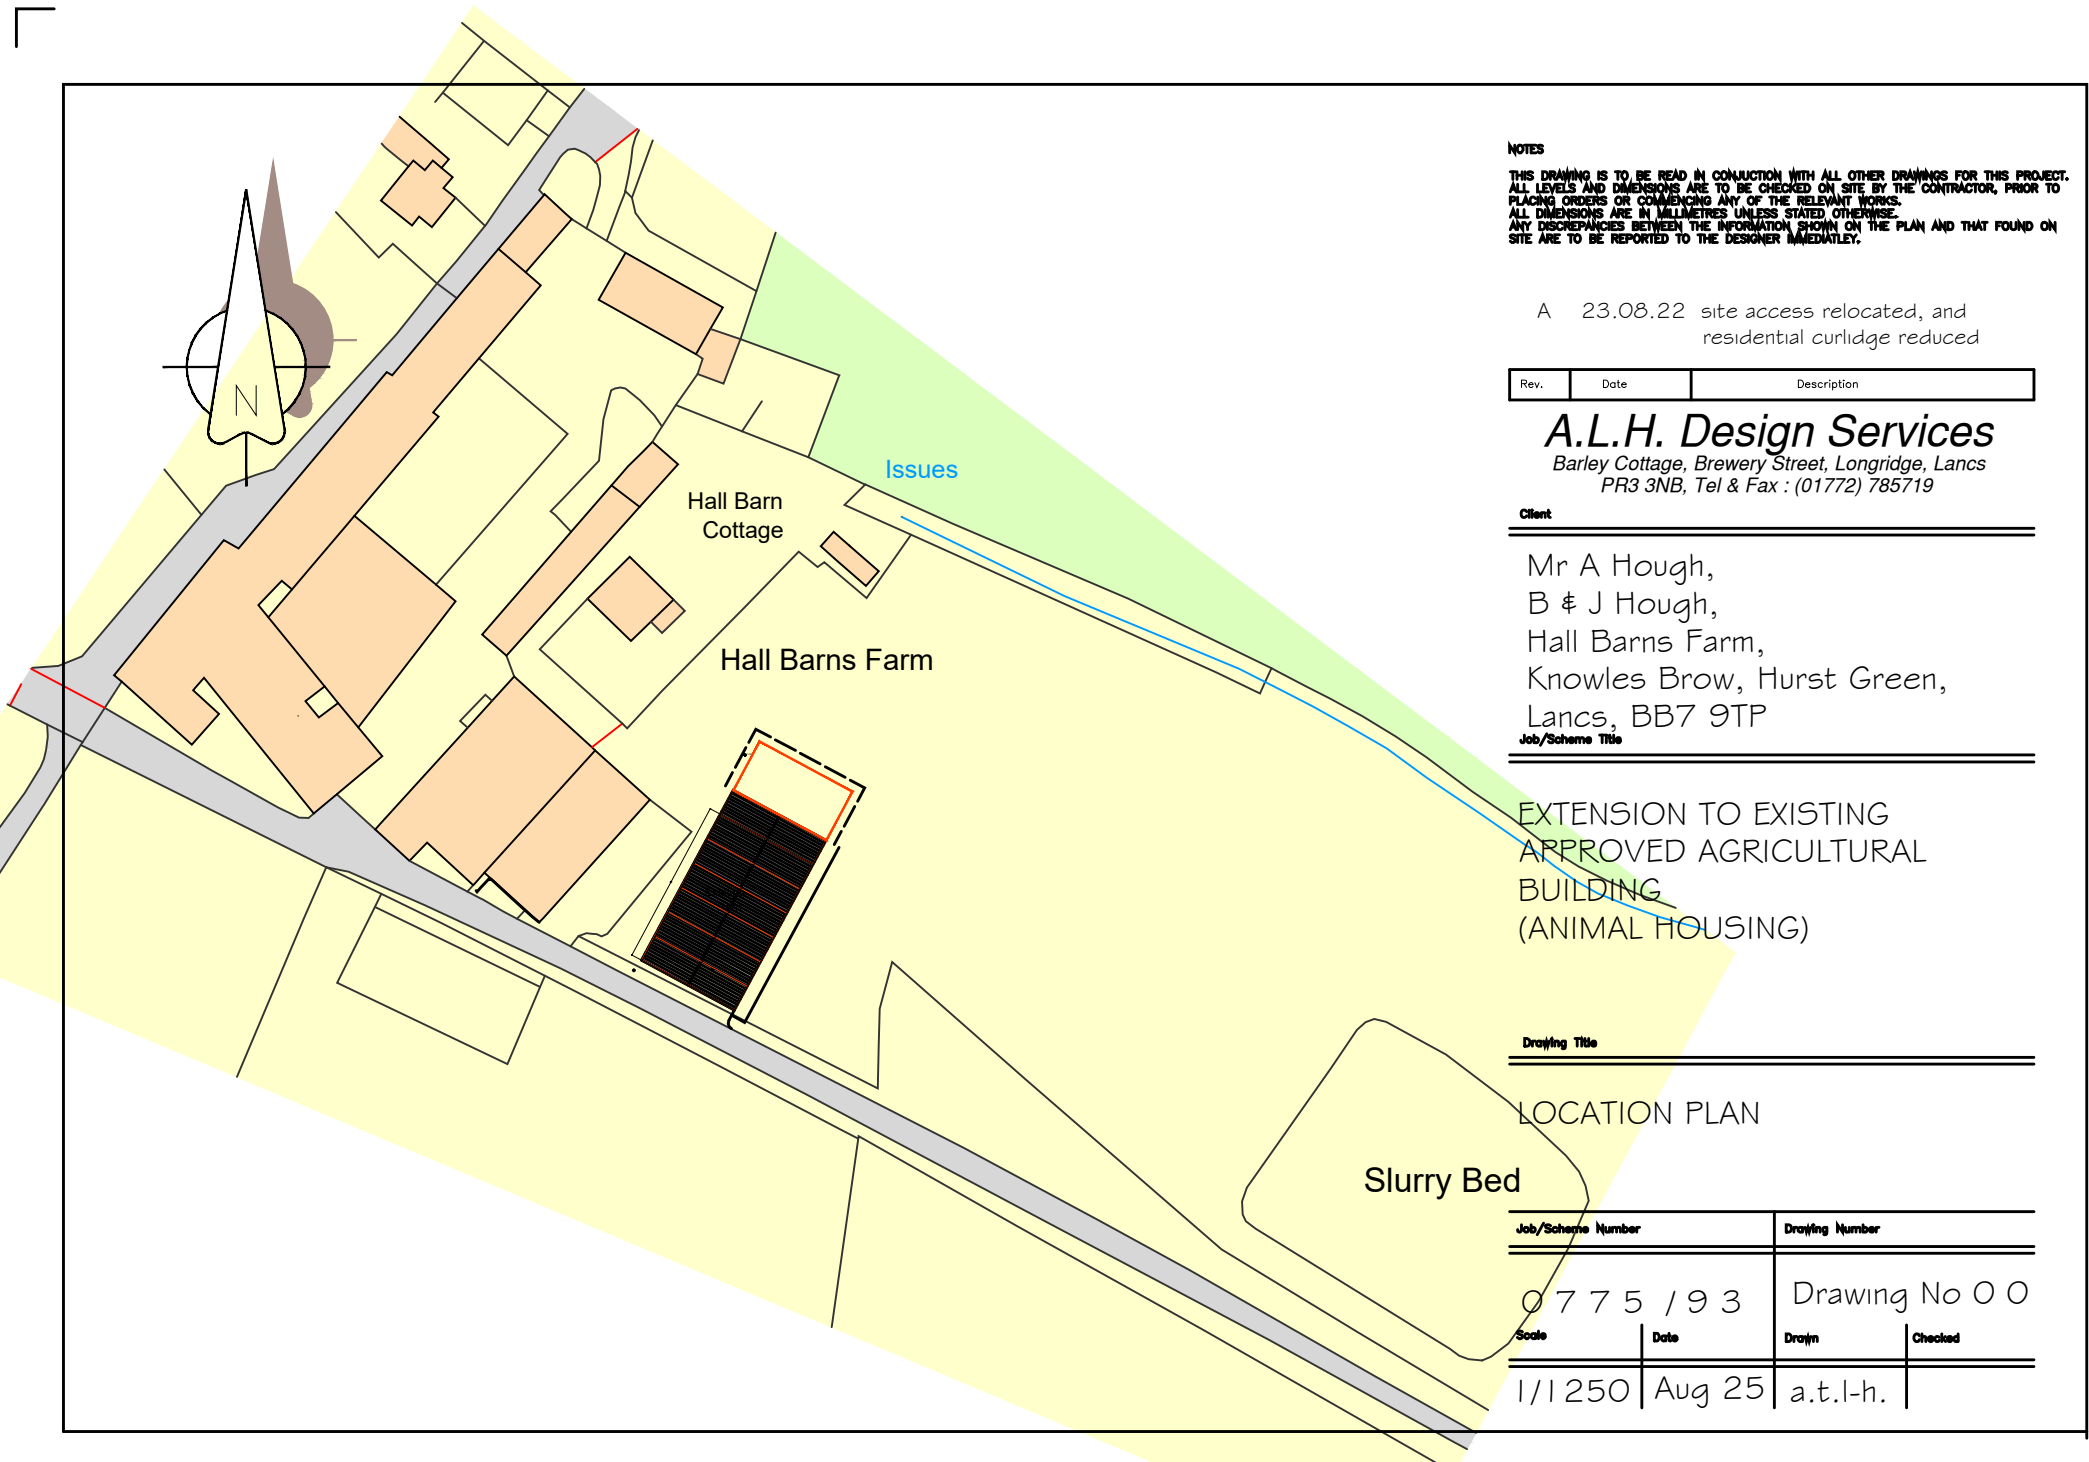 N
Issues
Hall Barn
Cottage
Hall Barns Farm
Slurry Bed
NOTES
THIS DRAWING IS TO BE READ IN CONJUCTION WITH ALL OTHER DRAWINGS FOR THIS PROJECT.
ALL LEVELS AND DIMENSIONS ARE TO BE CHECKED ON SITE BY THE CONTRACTOR, PRIOR TO
PLACING ORDERS OR COMMENCING ANY OF THE RELEVANT WORKS.
ALL DIMENSIONS ARE IN MILLIMETRES UNLESS STATED OTHERWISE.
ANY DISCREPANCIES BETWEEN THE INFORMATION SHOWN ON THE PLAN AND THAT FOUND ON
SITE ARE TO BE REPORTED TO THE DESIGNER IMMEDIATLEY.
A 23.08.22 site access relocated, and
residential curlidge reduced
Rev. Date Description
A.L.H. Design Services
Barley Cottage, Brewery Street, Longridge, Lancs
PR3 3NB, Tel & Fax : (01772) 785719
Client
Mr A Hough,
B & J Hough,
Hall Barns Farm,
Knowles Brow, Hurst Green,
Lancs, BB7 9TP
Job/Scheme Title
EXTENSION TO EXISTING
APPROVED AGRICULTURAL
BUILDING
(ANIMAL HOUSING)
Drawing Title
LOCATION PLAN
Job/Scheme Number Drawing Number
0775/93 Drawing No 00
Scale Date Drawn Checked
1/1250 Aug 25 a.t.l-h.